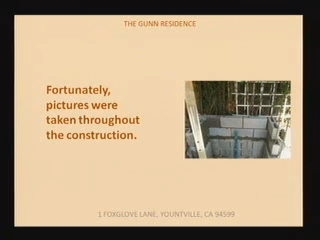 THE GUNN RESIDENCE
Fortunately,
pictures were
taken throughout
the construction.
1 FOXGLOVE LANE, YOUNTVILLE, CA 94599